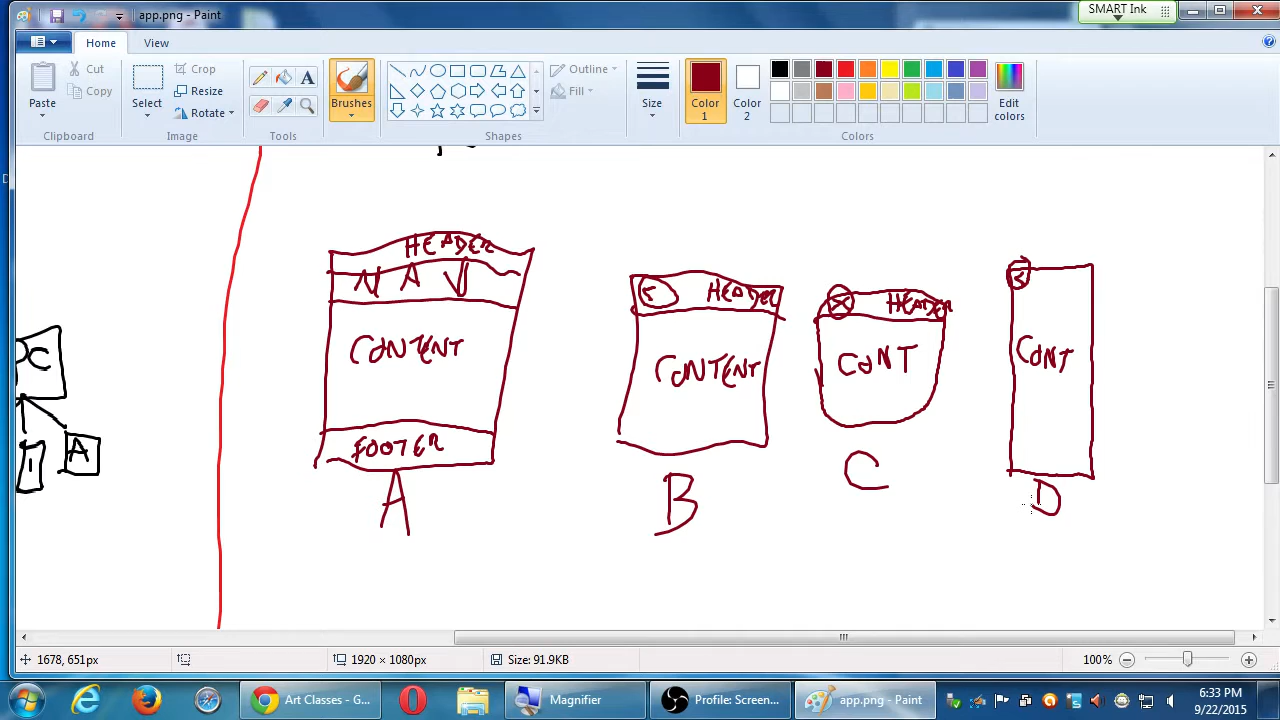 app.png - Paint
SMART Ink
Home
View
Paste
Cut
Copy
Clipboard
Select
Crop
Resize
Rotate
Image
A
Tools
Brushes
Shapes
Outline
Fill
Size
Color
1
Color
2
Edit
colors
Colors
HEADER
NAV
CONTENT
FOOTER
A
HEADER
CONTENT
B
X
HEADER
CONT
C
CONT
D
C
A
1678, 651px
1920 × 1080px
Size: 91.9KB
100%
Art Classes - G...
Magnifier
Profile: Screen...
app.png - Paint
6:33 PM
9/22/2015